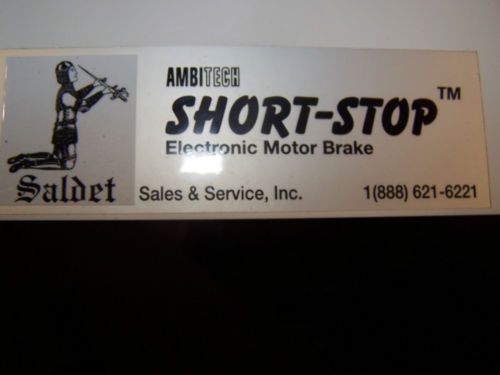 AMBITECH
SHORT-STOP™
Electronic Motor Brake
Saldet
Sales & Service, Inc. 1(888) 621-6221